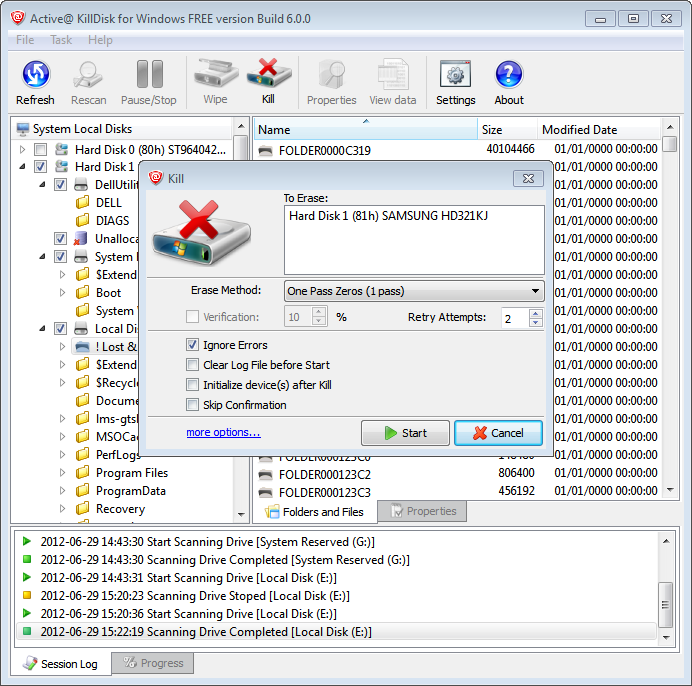 Active@ KillDisk for Windows FREE version Build 6.0.0
File Task Help
Refresh Rescan Pause/Stop Wipe Kill Properties View data Settings About
System Local Disks
Name Size Modified Date
Hard Disk 0 (80h) ST964042...
FOLDER0000C319 40104466 01/01/0000 00:00:00
Hard Disk 1
01/01/0000 00:00:00
Kill
DellUtilit
01/01/0000 00:00:00
To Erase:
DELL
01/01/0000 00:00:00
Hard Disk 1 (81h) SAMSUNG HD321KJ
DIAGS
01/01/0000 00:00:00
Unalloca
01/01/0000 00:00:00
System
01/01/0000 00:00:00
$Extend
01/01/0000 00:00:00
Erase Method: One Pass Zeros (1 pass)
Boot
01/01/0000 00:00:00
System
01/01/0000 00:00:00
Verification: 10 % Retry Attempts: 2
Local Di
01/01/0000 00:00:00
! Lost &
01/01/0000 00:00:00
Ignore Errors
$Extend
01/01/0000 00:00:00
Clear Log File before Start
$Recycl
01/01/0000 00:00:00
Initialize device(s) after Kill
Docume
01/01/0000 00:00:00
Skip Confirmation
lms-gtsl
01/01/0000 00:00:00
more options... Start Cancel
MSOCac
01/01/0000 00:00:00
PerfLogs
01/01/0000 00:00:00
Program Files
FOLDER000123C2 806400 01/01/0000 00:00:00
ProgramData
FOLDER000123C3 456192 01/01/0000 00:00:00
Recovery
Folders and Files Properties
2012-06-29 14:43:30 Start Scanning Drive [System Reserved (G:)]
2012-06-29 14:43:30 Scanning Drive Completed [System Reserved (G:)]
2012-06-29 14:43:31 Start Scanning Drive [Local Disk (E:)]
2012-06-29 15:20:23 Scanning Drive Stoped [Local Disk (E:)]
2012-06-29 15:20:36 Start Scanning Drive [Local Disk (E:)]
2012-06-29 15:22:19 Scanning Drive Completed [Local Disk (E:)]
Session Log Progress